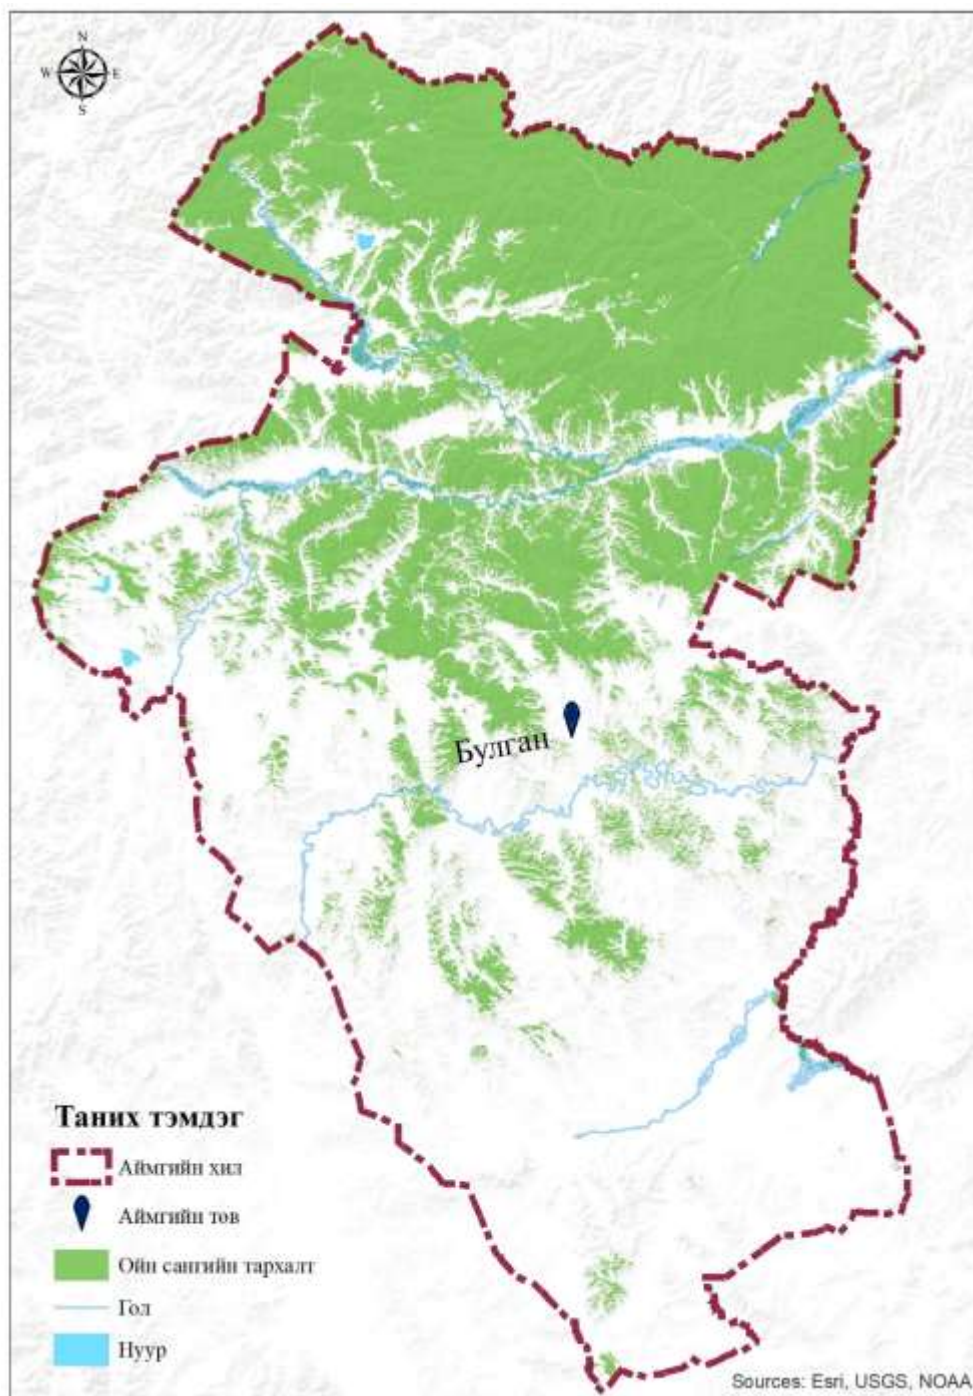 N
W E
S
Булган
Таних тэмдэг
Аймгийн хил
Аймгийн төв
Ойн сангийн тархалт
Гол
Нуур
Sources: Esri, USGS, NOAA